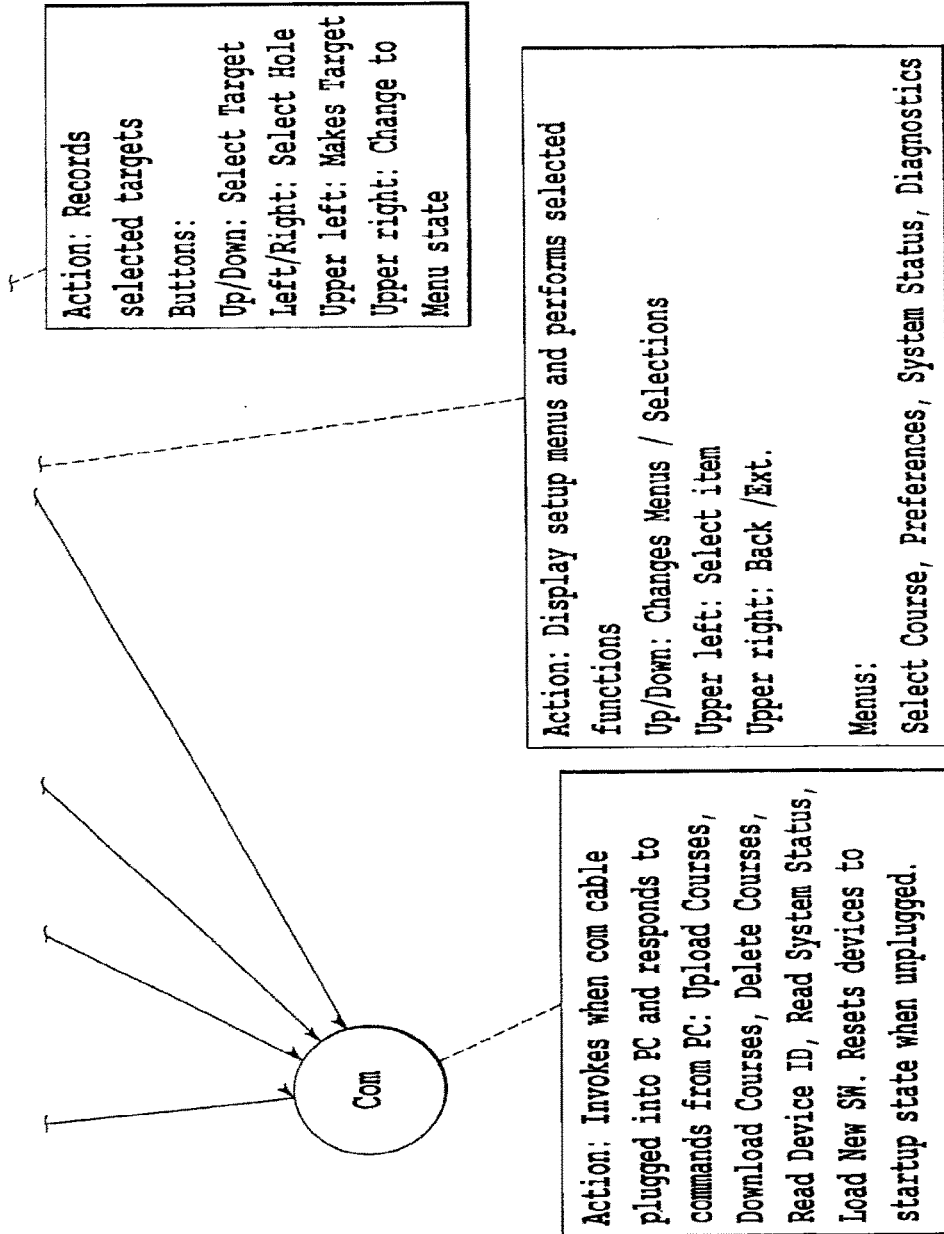 Com
Action: Invokes when com cable
plugged into PC and responds to
commands from PC: Upload Courses,
Download Courses, Delete Courses,
Read Device ID, Read System Status,
Load New SW. Resets devices to
startup state when unplugged.
Action: Display setup menus and performs selected
functions
Up/Down: Changes Menus / Selections
Upper left: Select item
Upper right: Back /Ext.
Menus:
Select Course, Preferences, System Status, Diagnostics
Action: Records
selected targets
Buttons:
Up/Down: Select Target
Left/Right: Select Hole
Upper left: Makes Target
Upper right: Change to
Menu state